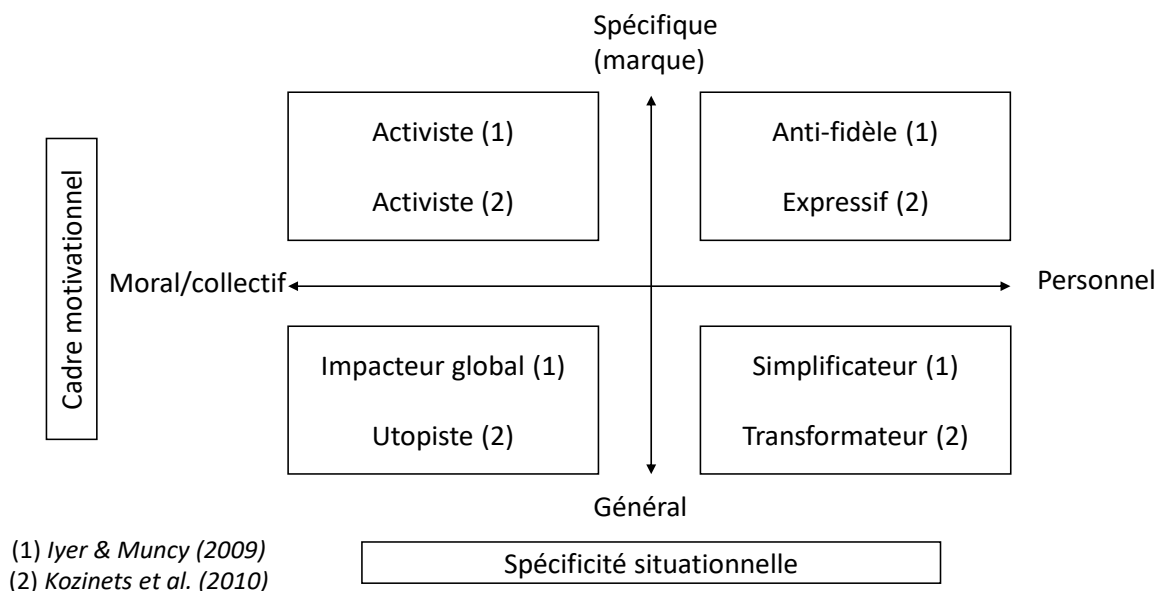 Spécifique
(marque)
Activiste (1)
Anti-fidèle (1)
Activiste (2)
Expressif (2)
Cadre motivationnel
Moral/collectif
Personnel
Impacteur global (1)
Simplificateur (1)
Utopiste (2)
Transformateur (2)
Général
(1) Iyer & Muncy (2009)
Spécificité situationnelle
(2) Kozinets et al. (2010)